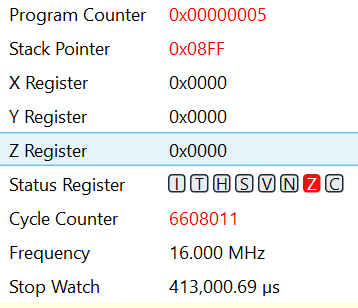 Program Counter 0x00000005
Stack Pointer 0x08FF
X Register 0x0000
Y Register 0x0000
Z Register 0x0000
Status Register I T H S V N Z C
Cycle Counter 6608011
Frequency 16.000 MHz
Stop Watch 413,000.69 µs